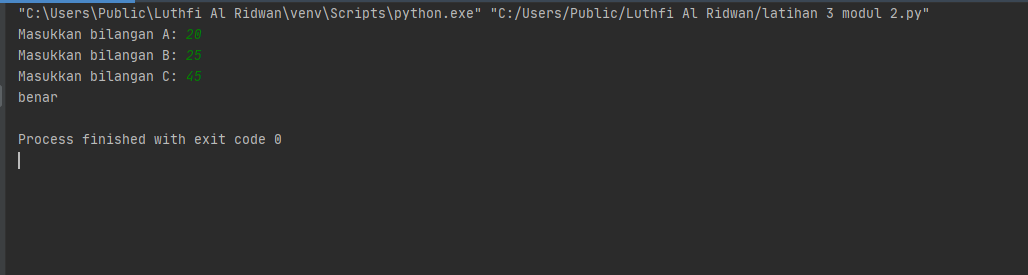 "C:\Users\Public\Luthfi Al Ridwan\venv\Scripts\python.exe" "C:/Users/Public/Luthfi Al Ridwan/latihan 3 modul 2.py"
Masukkan bilangan A: 20
Masukkan bilangan B: 25
Masukkan bilangan C: 45
benar
Process finished with exit code 0